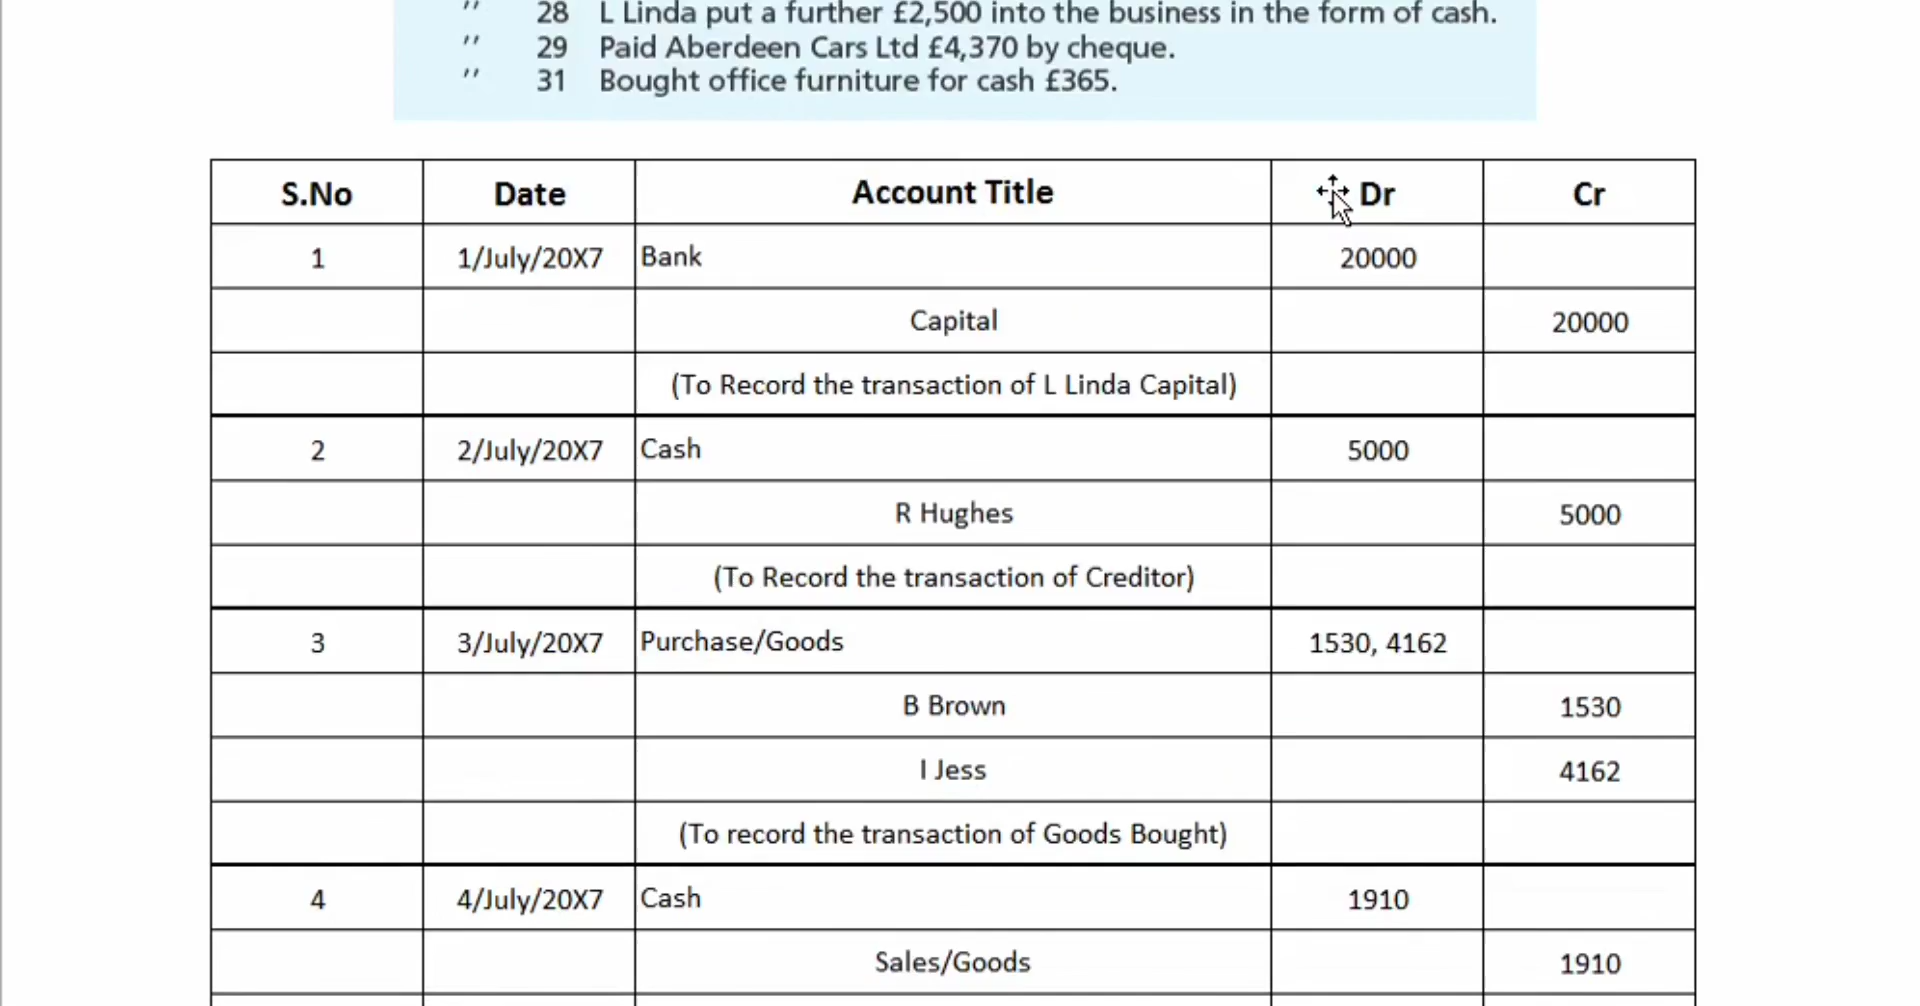 '' 28 L Linda put a further £2,500 into the business in the form of cash.
'' 29 Paid Aberdeen Cars Ltd £4,370 by cheque.
'' 31 Bought office furniture for cash £365.
S.No Date Account Title Dr Cr
1 1/July/20X7 Bank 20000
Capital 20000
(To Record the transaction of L Linda Capital)
2 2/July/20X7 Cash 5000
R Hughes 5000
(To Record the transaction of Creditor)
3 3/July/20X7 Purchase/Goods 1530, 4162
B Brown 1530
I Jess 4162
(To record the transaction of Goods Bought)
4 4/July/20X7 Cash 1910
Sales/Goods 1910